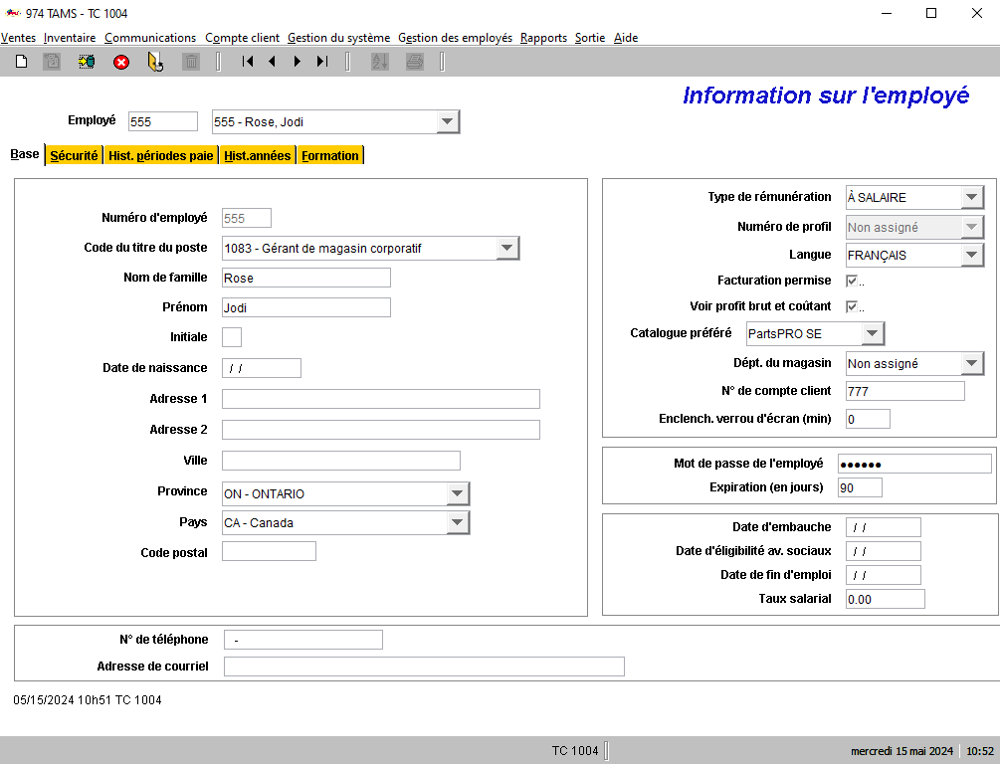 974 TAMS - TC 1004
Ventes Inventaire Communications Compte client Gestion du système Gestion des employés Rapports Sortie Aide
Information sur l'employé
Employé 555 555 - Rose, Jodi
Base Sécurité Hist. périodes paie Hist.années Formation
Numéro d'employé 555
Code du titre du poste 1083 - Gérant de magasin corporatif
Nom de famille Rose
Prénom Jodi
Initiale
Date de naissance / /
Adresse 1
Adresse 2
Ville
Province ON - ONTARIO
Pays CA - Canada
Code postal
Type de rémunération À SALAIRE
Numéro de profil Non assigné
Langue FRANÇAIS
Facturation permise ..
Voir profit brut et coûtant ..
Catalogue préféré PartsPRO SE
Dépt. du magasin Non assigné
N° de compte client 777
Enclench. verrou d'écran (min) 0
Mot de passe de l'employé ●●●●●●
Expiration (en jours) 90
Date d'embauche / /
Date d'éligibilité av. sociaux / /
Date de fin d'emploi / /
Taux salarial 0.00
N° de téléphone -
Adresse de courriel
05/15/2024 10h51 TC 1004
TC 1004 mercredi 15 mai 2024 10:52